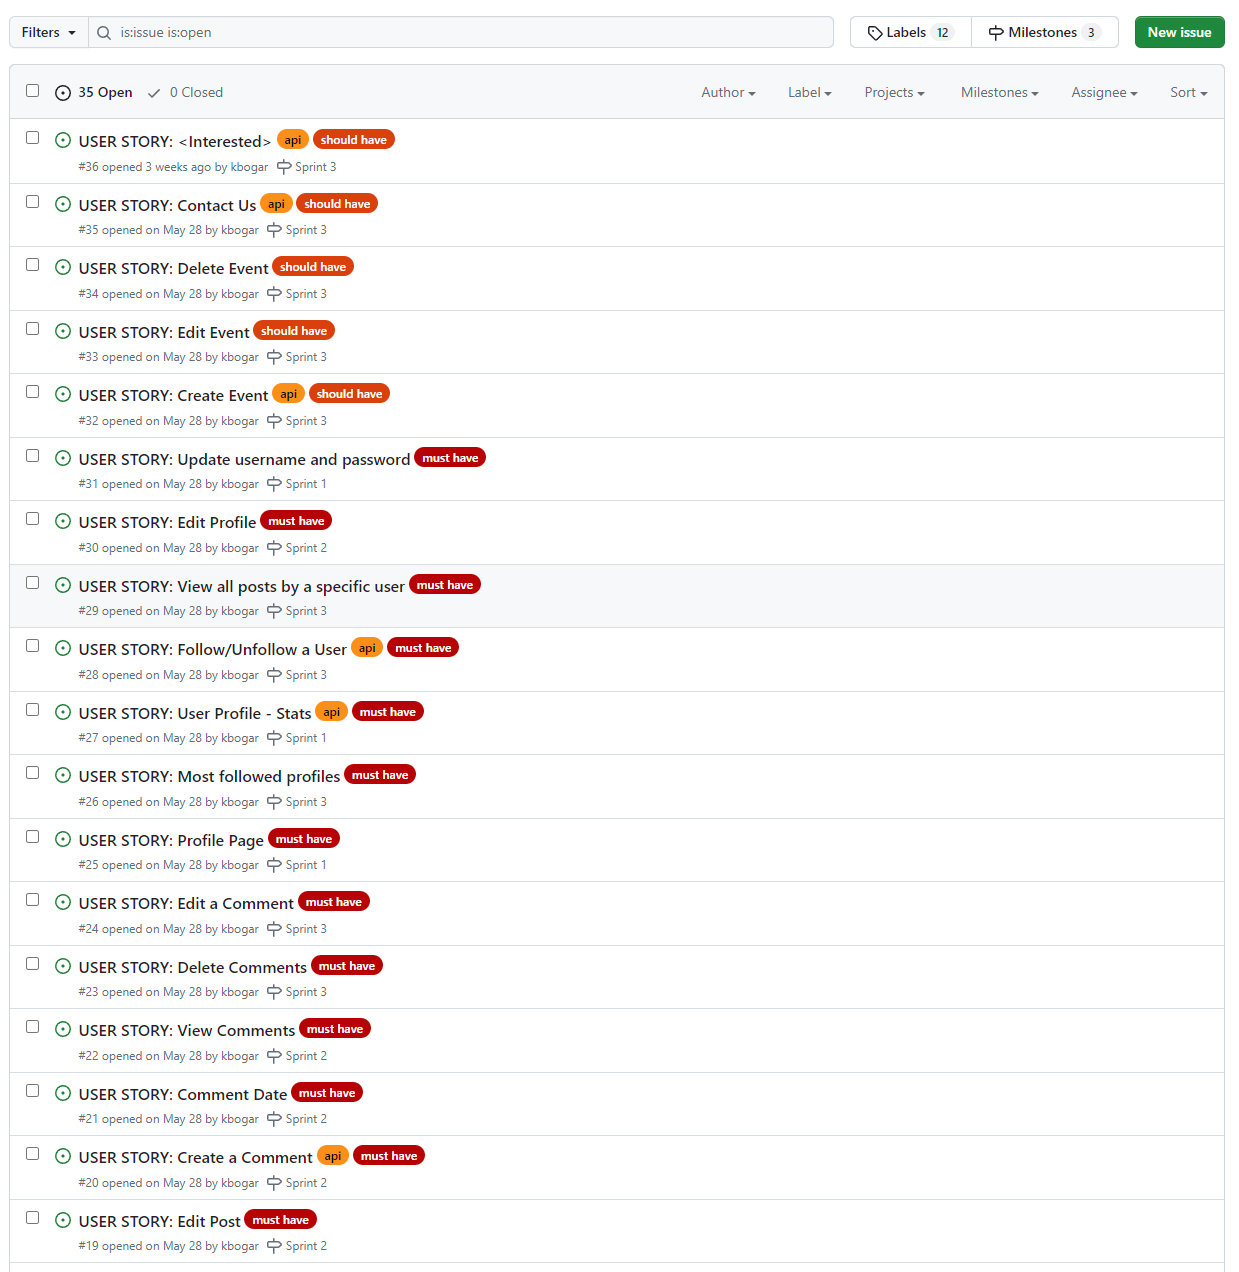 Filters is:issue is:open Labels 12 Milestones 3 New issue
35 Open 0 Closed Author Label Projects Milestones Assignee Sort
USER STORY: <Interested> api should have
#36 opened 3 weeks ago by kbogar Sprint 3
USER STORY: Contact Us api should have
#35 opened on May 28 by kbogar Sprint 3
USER STORY: Delete Event should have
#34 opened on May 28 by kbogar Sprint 3
USER STORY: Edit Event should have
#33 opened on May 28 by kbogar Sprint 3
USER STORY: Create Event api should have
#32 opened on May 28 by kbogar Sprint 3
USER STORY: Update username and password must have
#31 opened on May 28 by kbogar Sprint 1
USER STORY: Edit Profile must have
#30 opened on May 28 by kbogar Sprint 2
USER STORY: View all posts by a specific user must have
#29 opened on May 28 by kbogar Sprint 3
USER STORY: Follow/Unfollow a User api must have
#28 opened on May 28 by kbogar Sprint 3
USER STORY: User Profile - Stats api must have
#27 opened on May 28 by kbogar Sprint 1
USER STORY: Most followed profiles must have
#26 opened on May 28 by kbogar Sprint 3
USER STORY: Profile Page must have
#25 opened on May 28 by kbogar Sprint 1
USER STORY: Edit a Comment must have
#24 opened on May 28 by kbogar Sprint 3
USER STORY: Delete Comments must have
#23 opened on May 28 by kbogar Sprint 3
USER STORY: View Comments must have
#22 opened on May 28 by kbogar Sprint 2
USER STORY: Comment Date must have
#21 opened on May 28 by kbogar Sprint 2
USER STORY: Create a Comment api must have
#20 opened on May 28 by kbogar Sprint 2
USER STORY: Edit Post must have
#19 opened on May 28 by kbogar Sprint 2